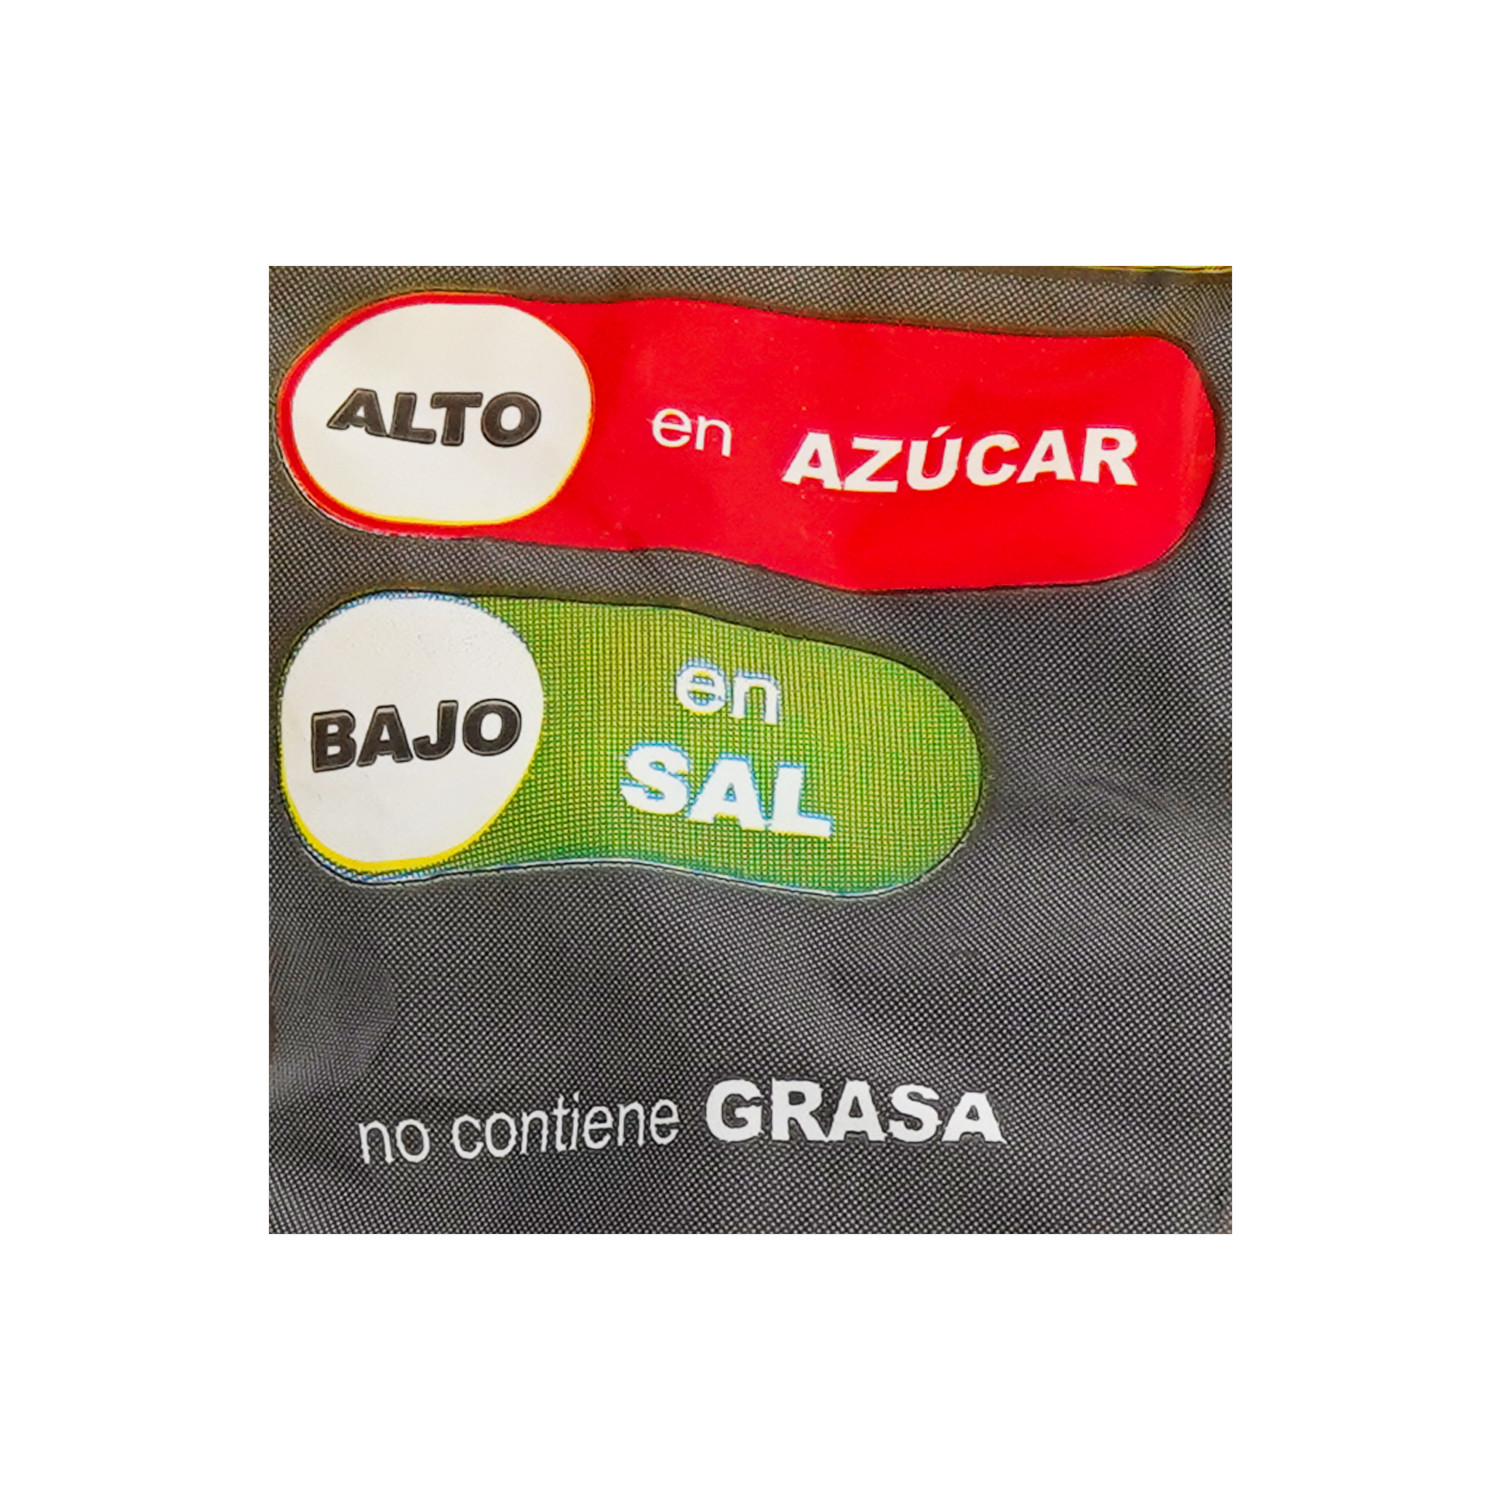 ALTO en AZÚCAR
BAJO en
SAL
no contiene GRASA